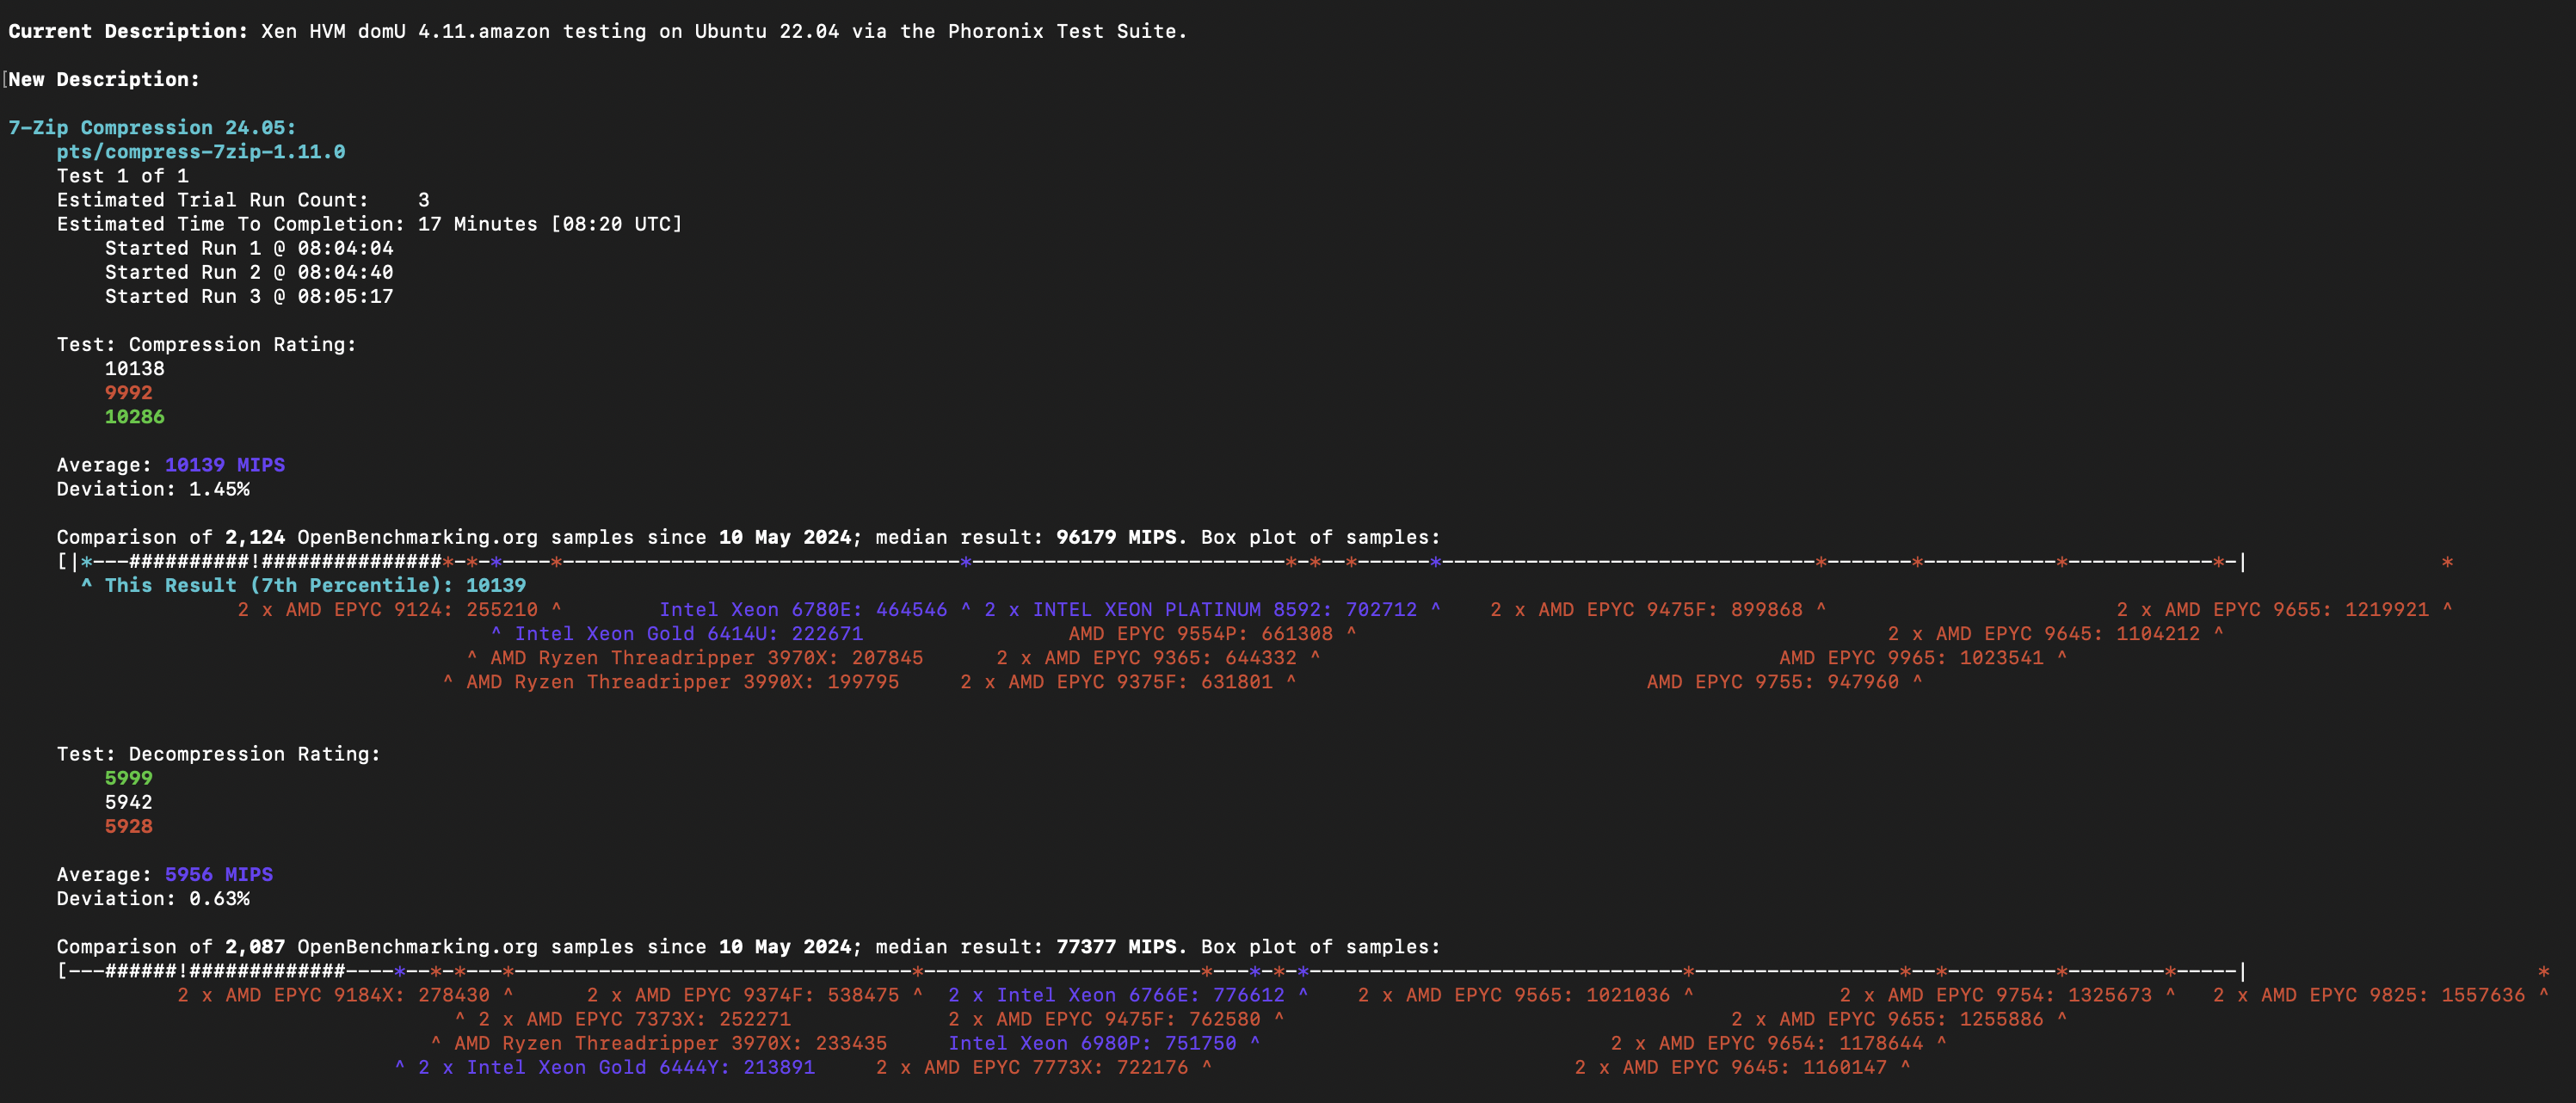 Current Description: Xen HVM domU 4.11.amazon testing on Ubuntu 22.04 via the Phoronix Test Suite.
[New Description:
7-Zip Compression 24.05:
pts/compress-7zip-1.11.0
Test 1 of 1
Estimated Trial Run Count:    3
Estimated Time To Completion: 17 Minutes [08:20 UTC]
Started Run 1 @ 08:04:04
Started Run 2 @ 08:04:40
Started Run 3 @ 08:05:17
Test: Compression Rating:
10138
9992
10286
Average: 10139 MIPS
Deviation: 1.45%
Comparison of 2,124 OpenBenchmarking.org samples since 10 May 2024; median result: 96179 MIPS. Box plot of samples:
[|*---##########!###############*-*-*----*---------------------------------*--------------------------*-*--*------*-------------------------------*-------*-----------*------------*-|                *
^ This Result (7th Percentile): 10139
2 x AMD EPYC 9124: 255210 ^        Intel Xeon 6780E: 464546 ^ 2 x INTEL XEON PLATINUM 8592: 702712 ^    2 x AMD EPYC 9475F: 899868 ^                        2 x AMD EPYC 9655: 1219921 ^
^ Intel Xeon Gold 6414U: 222671                 AMD EPYC 9554P: 661308 ^                                            2 x AMD EPYC 9645: 1104212 ^
^ AMD Ryzen Threadripper 3970X: 207845      2 x AMD EPYC 9365: 644332 ^                                      AMD EPYC 9965: 1023541 ^
^ AMD Ryzen Threadripper 3990X: 199795     2 x AMD EPYC 9375F: 631801 ^                             AMD EPYC 9755: 947960 ^
Test: Decompression Rating:
5999
5942
5928
Average: 5956 MIPS
Deviation: 0.63%
Comparison of 2,087 OpenBenchmarking.org samples since 10 May 2024; median result: 77377 MIPS. Box plot of samples:
[---######!#############----*--*-*---*---------------------------------*-----------------------*---*-*-*-------------------------------*-----------------*--*---------*--------*-----|                        *
2 x AMD EPYC 9184X: 278430 ^      2 x AMD EPYC 9374F: 538475 ^  2 x Intel Xeon 6766E: 776612 ^    2 x AMD EPYC 9565: 1021036 ^            2 x AMD EPYC 9754: 1325673 ^   2 x AMD EPYC 9825: 1557636 ^
^ 2 x AMD EPYC 7373X: 252271             2 x AMD EPYC 9475F: 762580 ^                                     2 x AMD EPYC 9655: 1255886 ^
^ AMD Ryzen Threadripper 3970X: 233435     Intel Xeon 6980P: 751750 ^                             2 x AMD EPYC 9654: 1178644 ^
^ 2 x Intel Xeon Gold 6444Y: 213891     2 x AMD EPYC 7773X: 722176 ^                              2 x AMD EPYC 9645: 1160147 ^